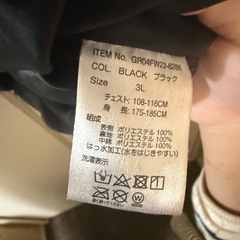 ITEM No. GR04FW23-8286
COL. BLACK ブラック
Size 3L
チェスト: 108-116CM
身長: 175-185CM
組成
表側 ポリエステル 100%
裏側 ポリエステル 100%
中綿 ポリエステル 100%
はっ水加工(水をはじきやすい)
洗濯表示